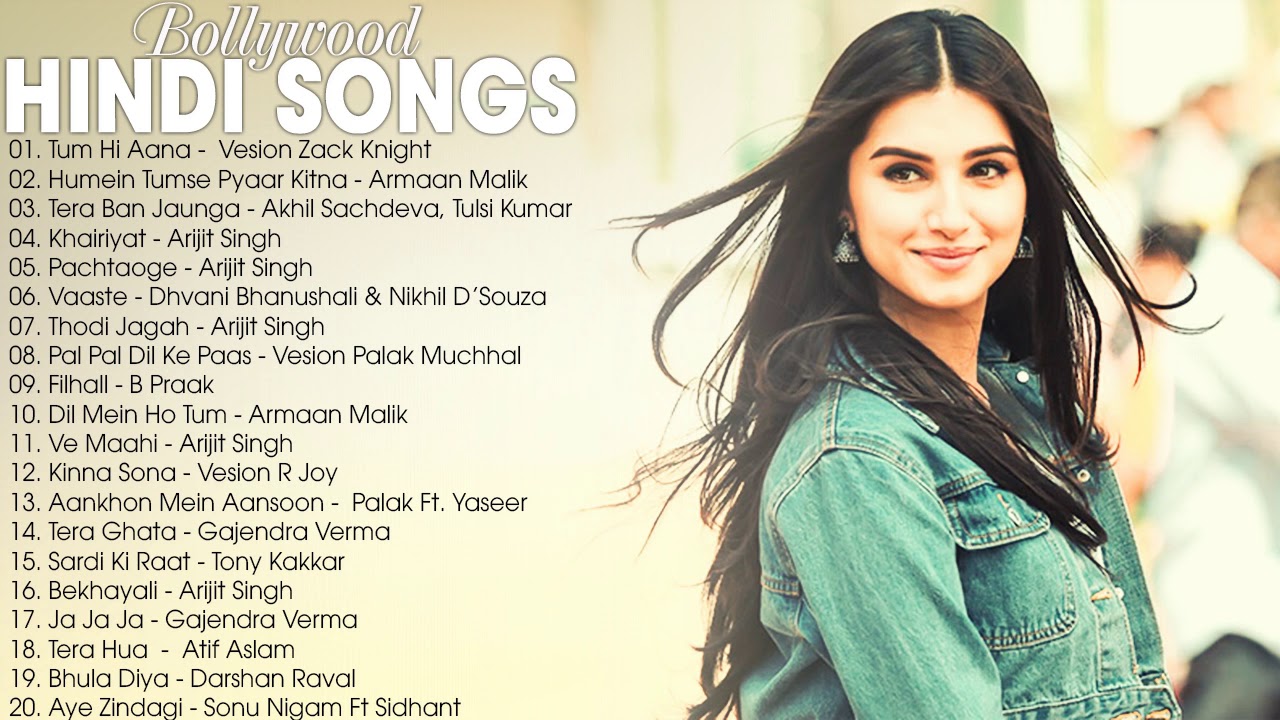 Bollywood
HINDI SONGS
01. Tum Hi Aana - Vesion Zack Knight
02. Humein Tumse Pyaar Kitna - Armaan Malik
03. Tera Ban Jaunga - Akhil Sachdeva, Tulsi Kumar
04. Khairiyat - Arijit Singh
05. Pachtaoge - Arijit Singh
06. Vaaste - Dhvani Bhanushali & Nikhil D’Souza
07. Thodi Jagah - Arijit Singh
08. Pal Pal Dil Ke Paas - Vesion Palak Muchhal
09. Filhall - B Praak
10. Dil Mein Ho Tum - Armaan Malik
11. Ve Maahi - Arijit Singh
12. Kinna Sona - Vesion R Joy
13. Aankhon Mein Aansoon - Palak Ft. Yaseer
14. Tera Ghata - Gajendra Verma
15. Sardi Ki Raat - Tony Kakkar
16. Bekhayali - Arijit Singh
17. Ja Ja Ja - Gajendra Verma
18. Tera Hua - Atif Aslam
19. Bhula Diya - Darshan Raval
20. Aye Zindagi - Sonu Nigam Ft Sidhant